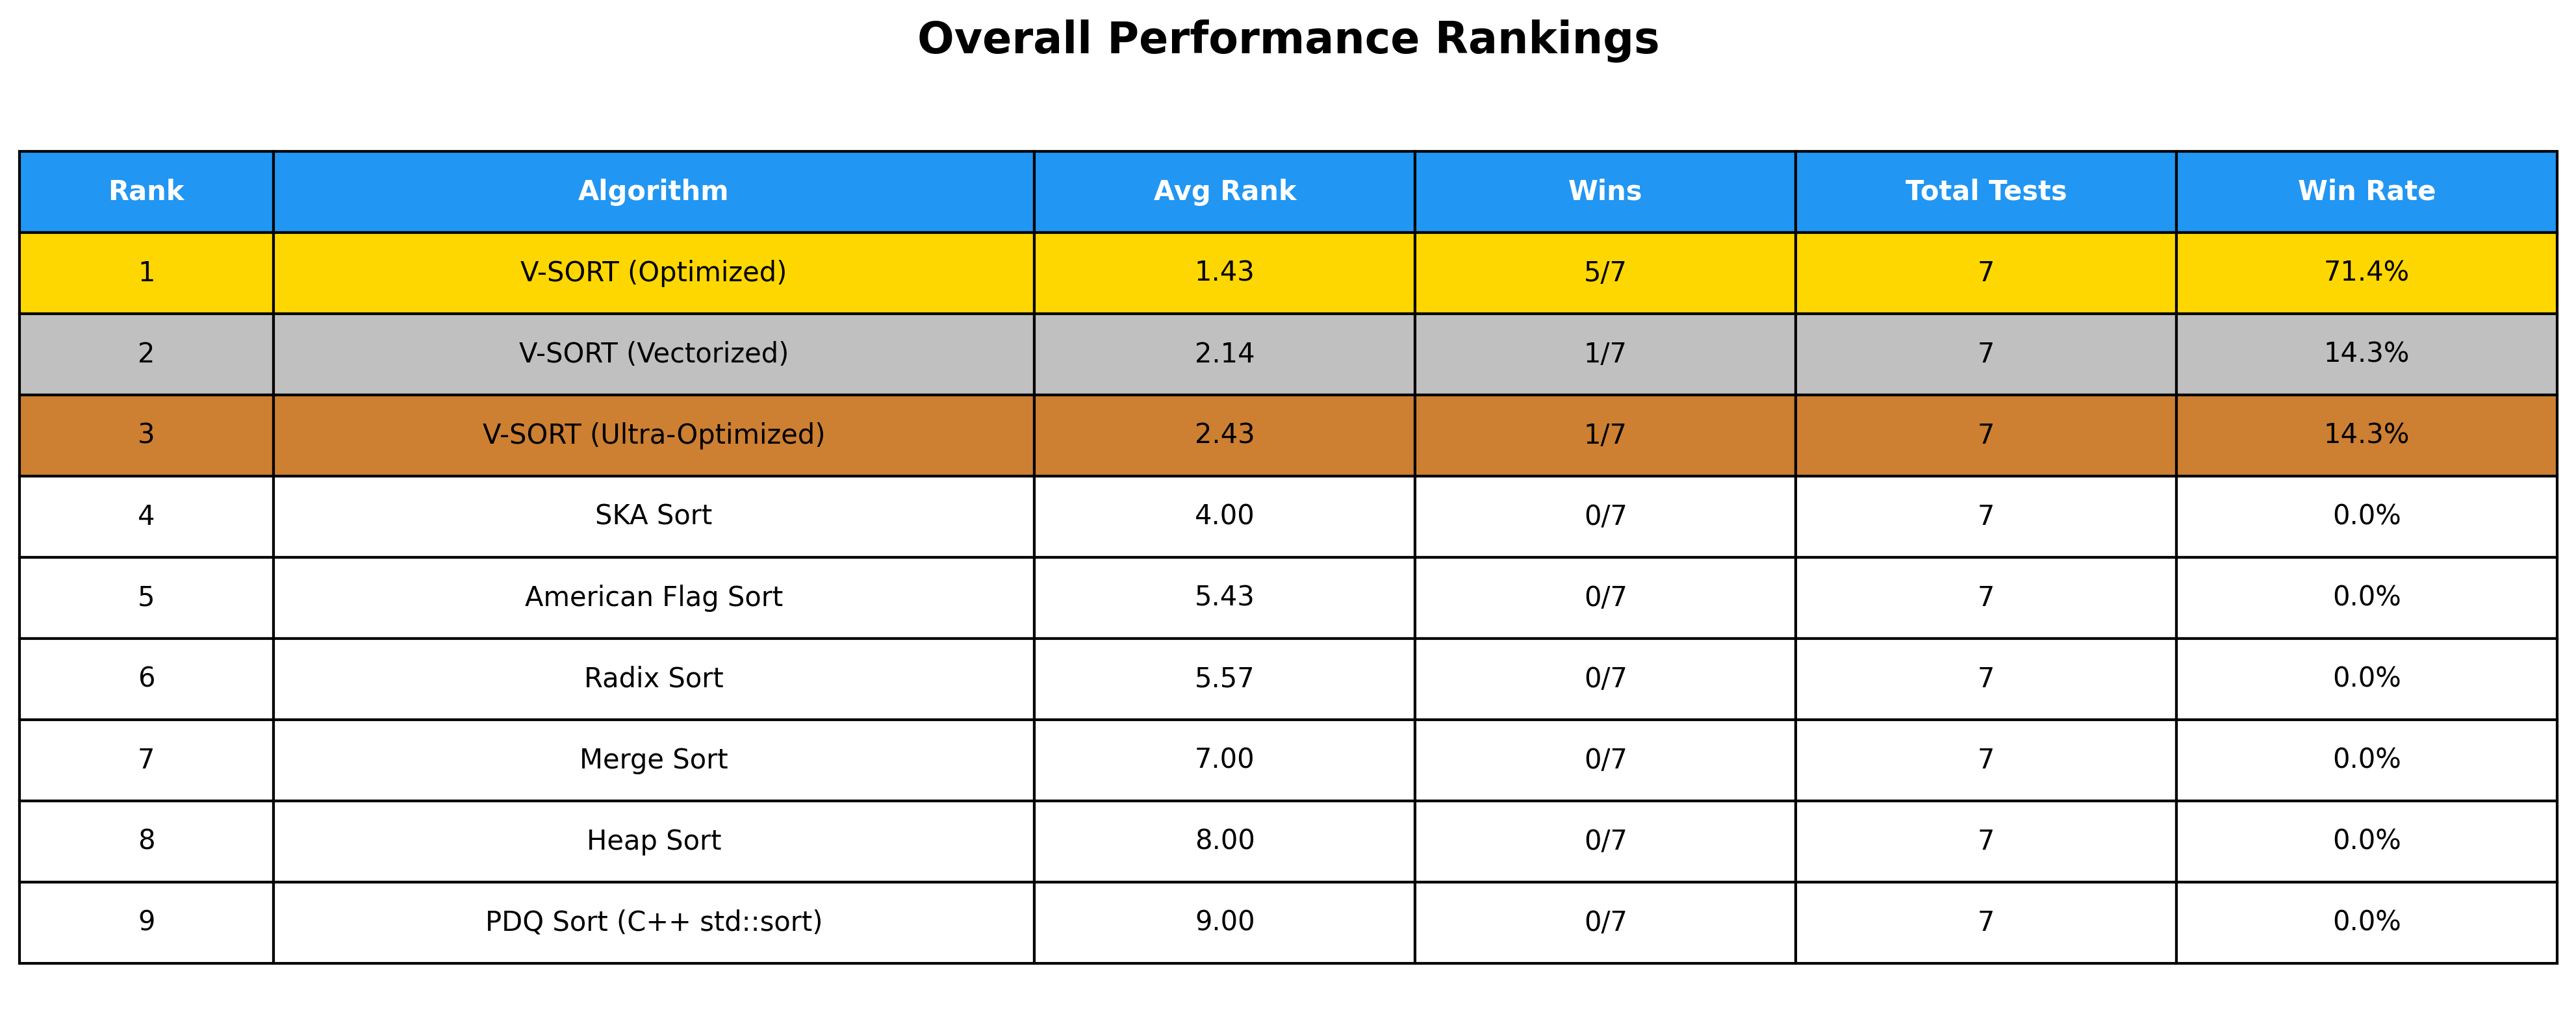 Overall Performance Rankings
Rank Algorithm Avg Rank Wins Total Tests Win Rate
1 V-SORT (Optimized) 1.43 5/7 7 71.4%
2 V-SORT (Vectorized) 2.14 1/7 7 14.3%
3 V-SORT (Ultra-Optimized) 2.43 1/7 7 14.3%
4 SKA Sort 4.00 0/7 7 0.0%
5 American Flag Sort 5.43 0/7 7 0.0%
6 Radix Sort 5.57 0/7 7 0.0%
7 Merge Sort 7.00 0/7 7 0.0%
8 Heap Sort 8.00 0/7 7 0.0%
9 PDQ Sort (C++ std::sort) 9.00 0/7 7 0.0%